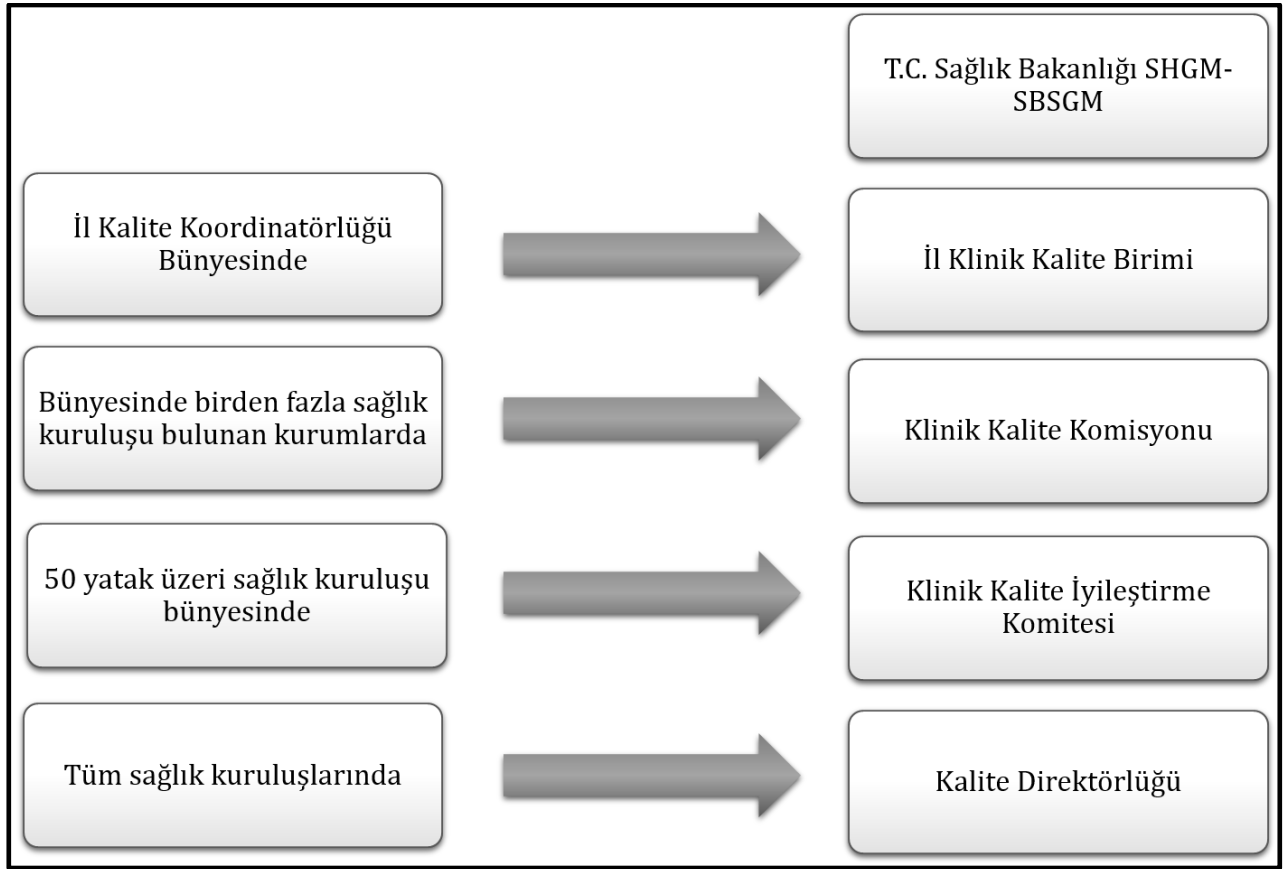 T.C. Sağlık Bakanlığı SHGM-
SBSGM
İl Kalite Koordinatörlüğü
Bünyesinde
İl Klinik Kalite Birimi
Bünyesinde birden fazla sağlık
kuruluşu bulunan kurumlarda
Klinik Kalite Komisyonu
50 yatak üzeri sağlık kuruluşu
bünyesinde
Klinik Kalite İyileştirme
Komitesi
Tüm sağlık kuruluşlarında
Kalite Direktörlüğü